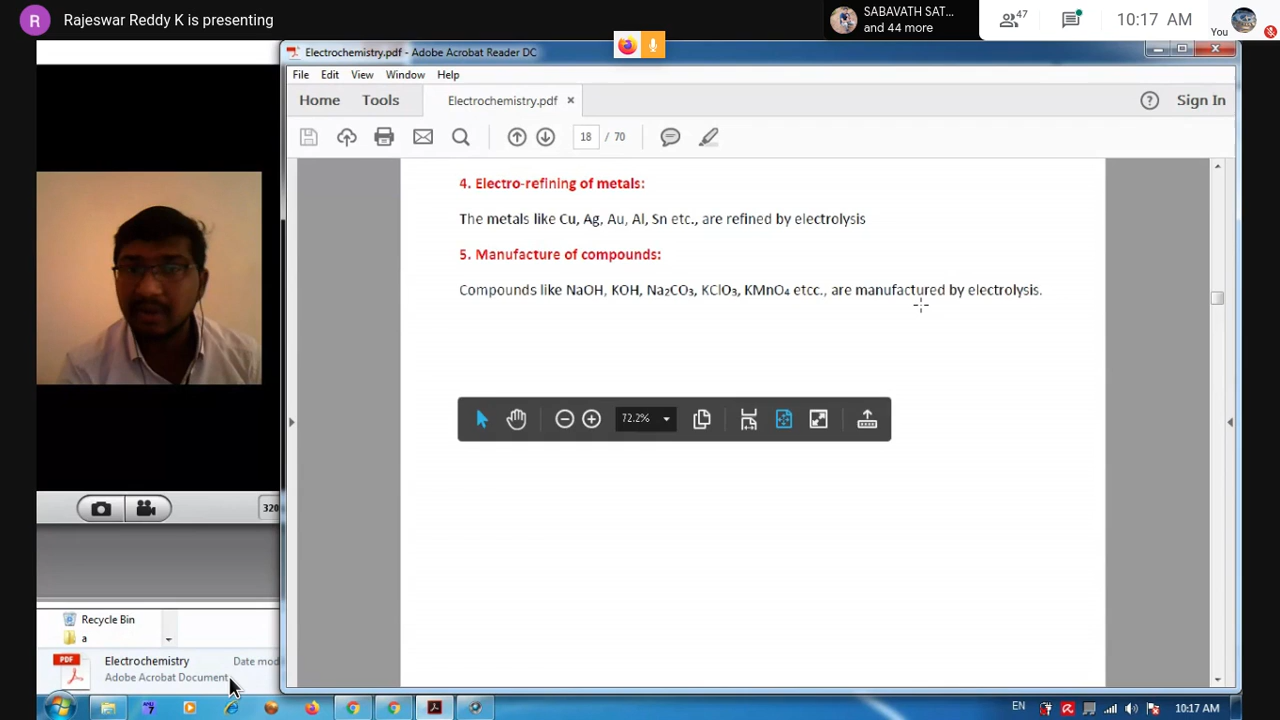 R Rajeswar Reddy K is presenting
SABAVATH SAT...
and 44 more
47
10:17 AM
You
Electrochemistry.pdf - Adobe Acrobat Reader DC
File Edit View Window Help
Home Tools Electrochemistry.pdf × Sign In
18 / 70
4. Electro-refining of metals:
The metals like Cu, Ag, Au, Al, Sn etc., are refined by electrolysis
5. Manufacture of compounds:
Compounds like NaOH, KOH, Na₂CO₃, KClO₃, KMnO₄ etcc., are manufactured by electrolysis.
72.2%
320
Recycle Bin
a
PDF
Electrochemistry Date mod
Adobe Acrobat Document
EN 10:17 AM